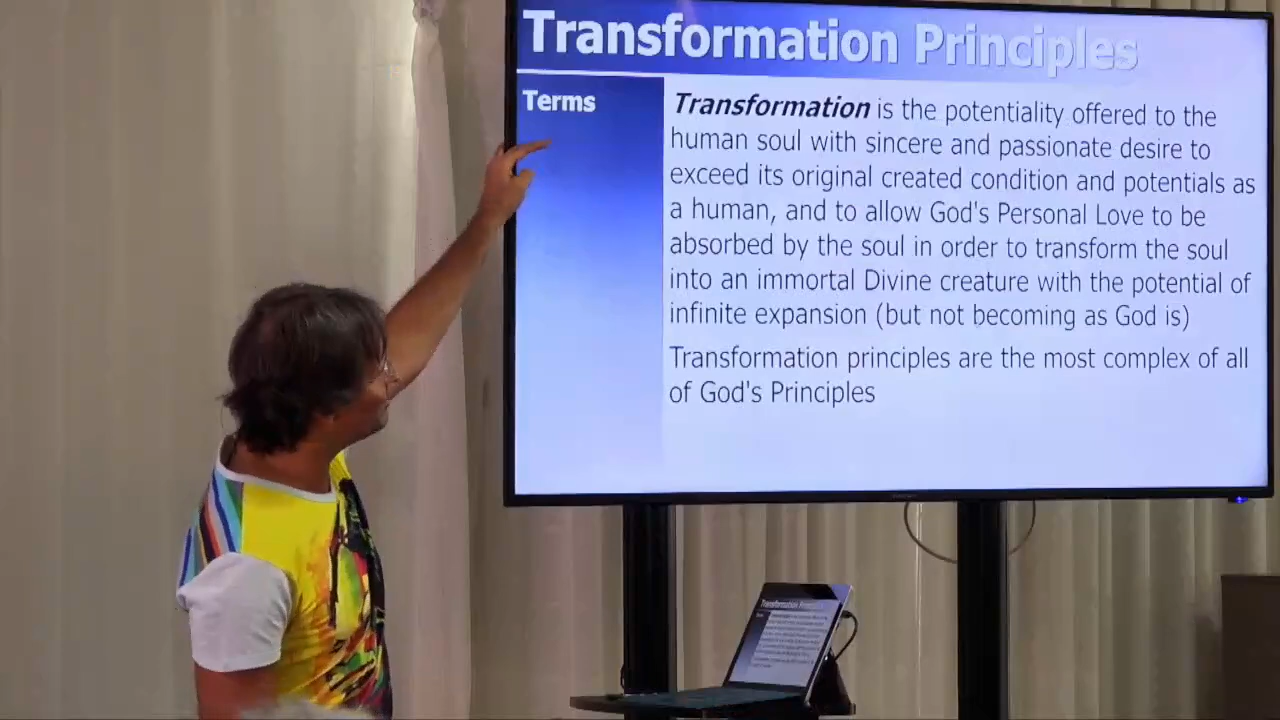 Transformation Principles
Terms
Transformation is the potentiality offered to the
human soul with sincere and passionate desire to
exceed its original created condition and potentials as
a human, and to allow God's Personal Love to be
absorbed by the soul in order to transform the soul
into an immortal Divine creature with the potential of
infinite expansion (but not becoming as God is)
Transformation principles are the most complex of all
of God's Principles
Transformation Principles